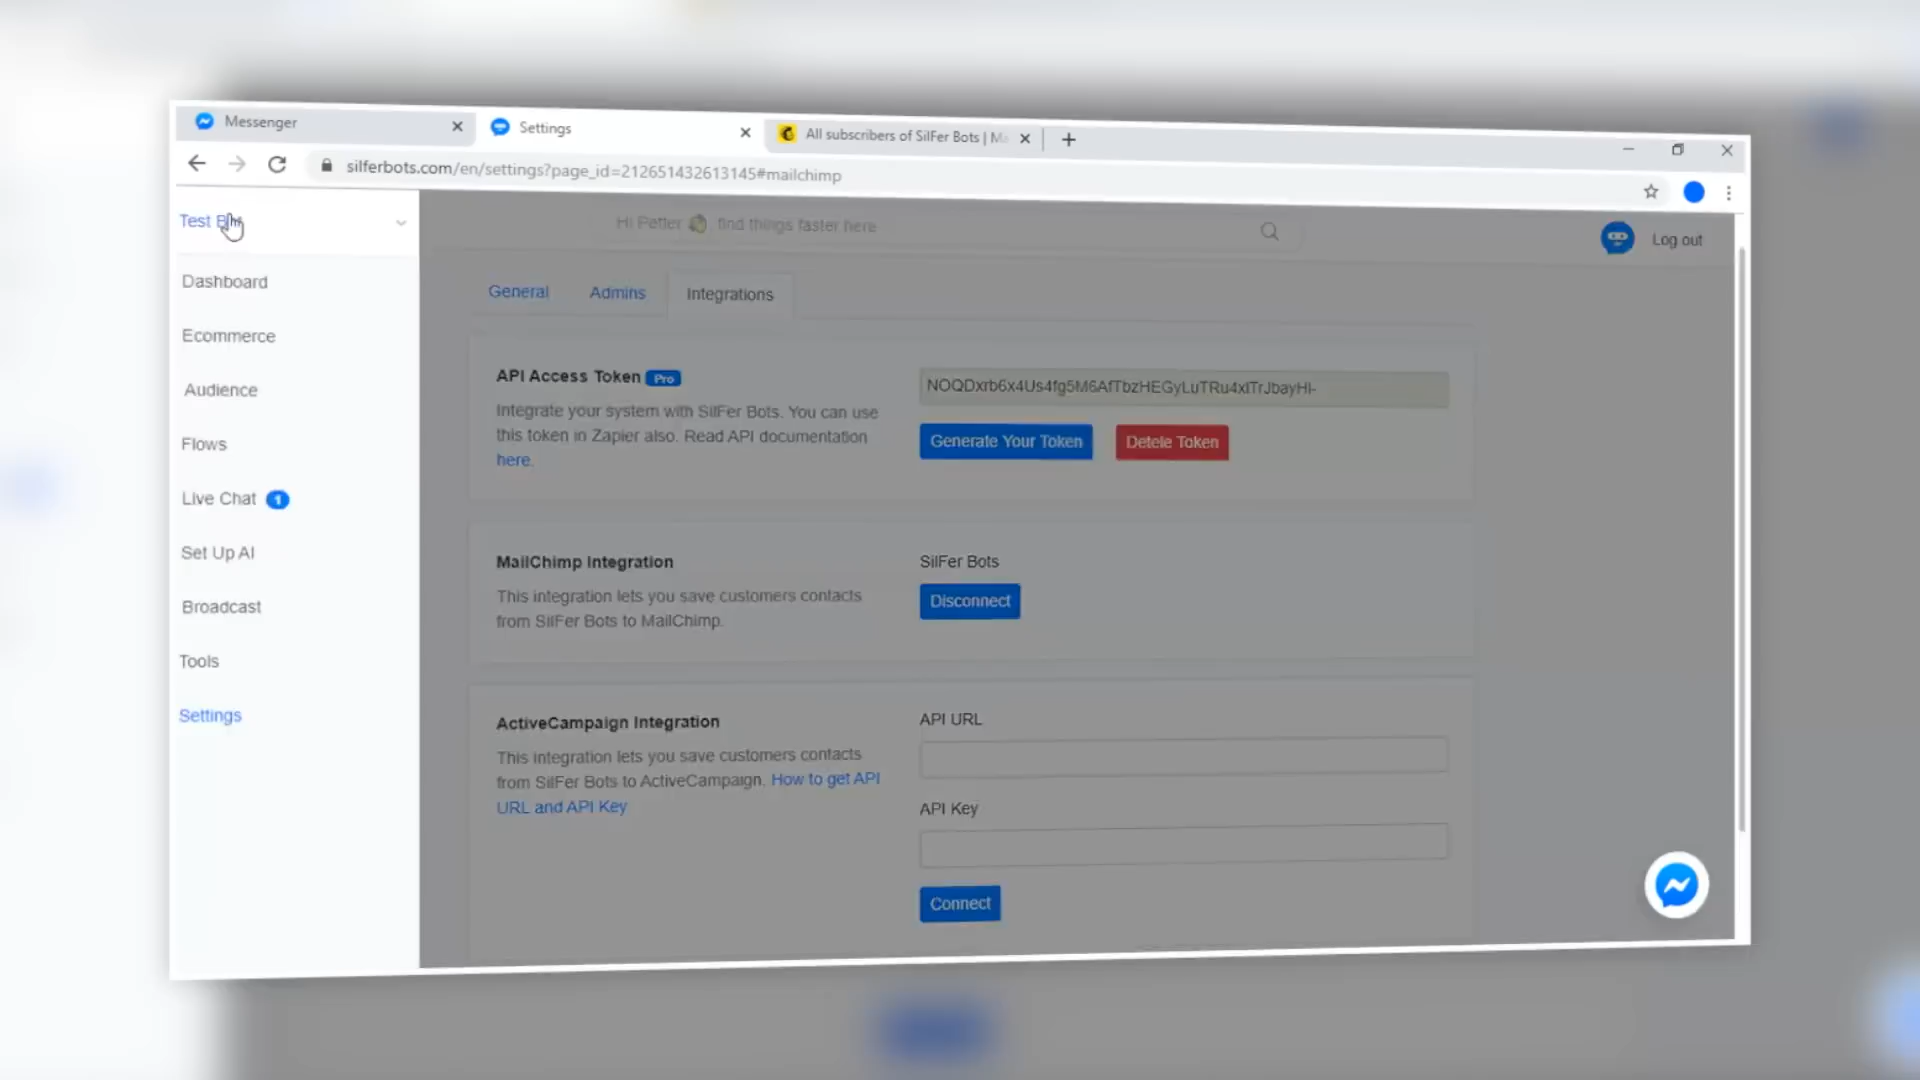 Messenger
Settings
All subscribers of SilFer Bots | Ma
silferbots.com/en/settings?page_id=212651432613145#mailchimp
Test
Hi Petter find things faster here
Log out
Dashboard
Ecommerce
Audience
Flows
Live Chat 1
Set Up AI
Broadcast
Tools
Settings
General
Admins
Integrations
API Access Token Pro
Integrate your system with SilFer Bots. You can use
this token in Zapier also. Read API documentation
here.
Generate Your Token
Detele Token
MailChimp Integration
This integration lets you save customers contacts
from SilFer Bots to MailChimp.
SilFer Bots
Disconnect
ActiveCampaign Integration
This integration lets you save customers contacts
from SilFer Bots to ActiveCampaign. How to get API
URL and API Key
API URL
API Key
Connect